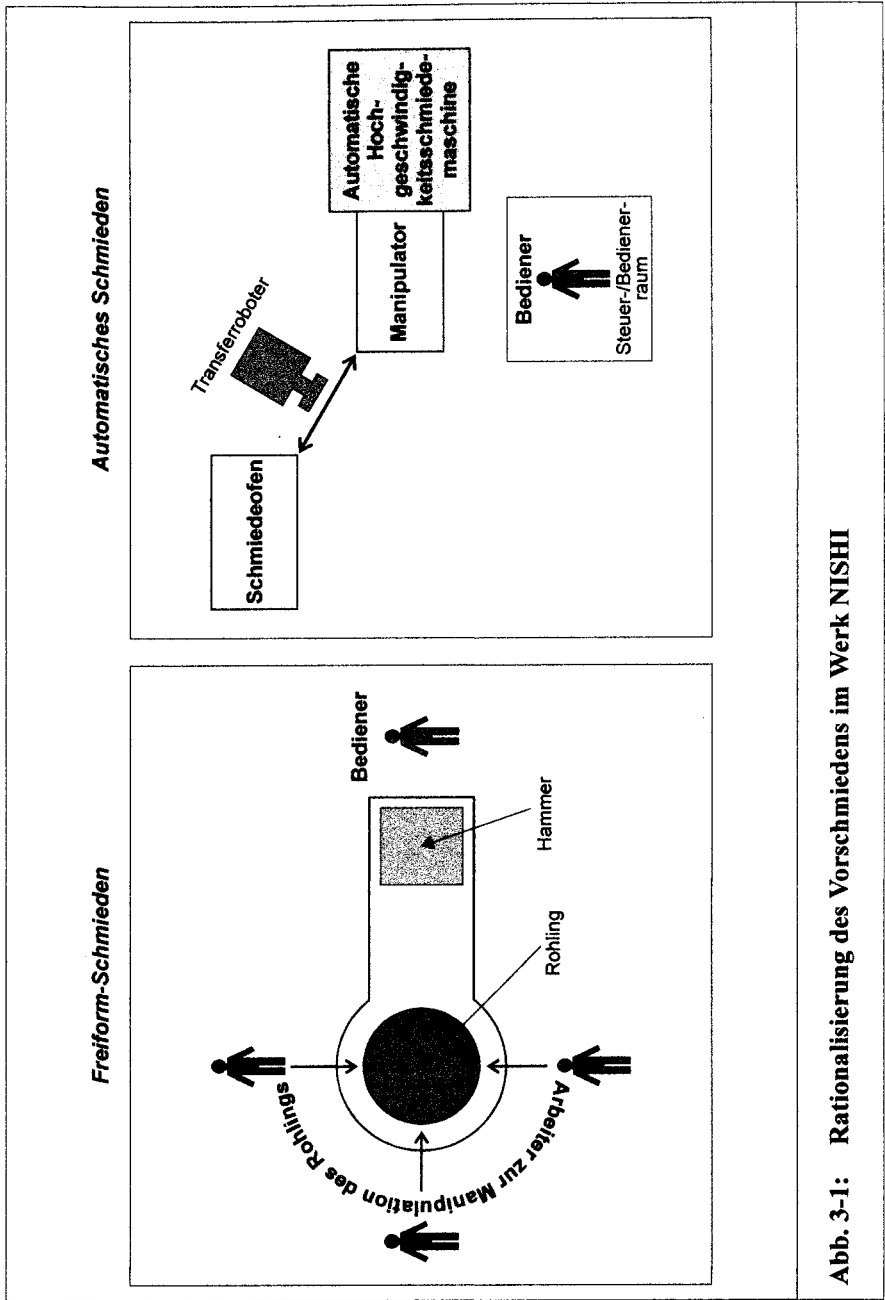 Freiform-Schmieden
Arbeiter zur Manipulation des Rohlings
Bediener
Hammer
Rohling
Automatisches Schmieden
Schmiedeofen
Transferroboter
Manipulator
Automatische
Hoch-
geschwindig-
keitsschmiede-
maschine
Bediener
Steuer-/Bediener-
raum
Abb. 3-1: Rationalisierung des Vorschmiedens im Werk NISHI